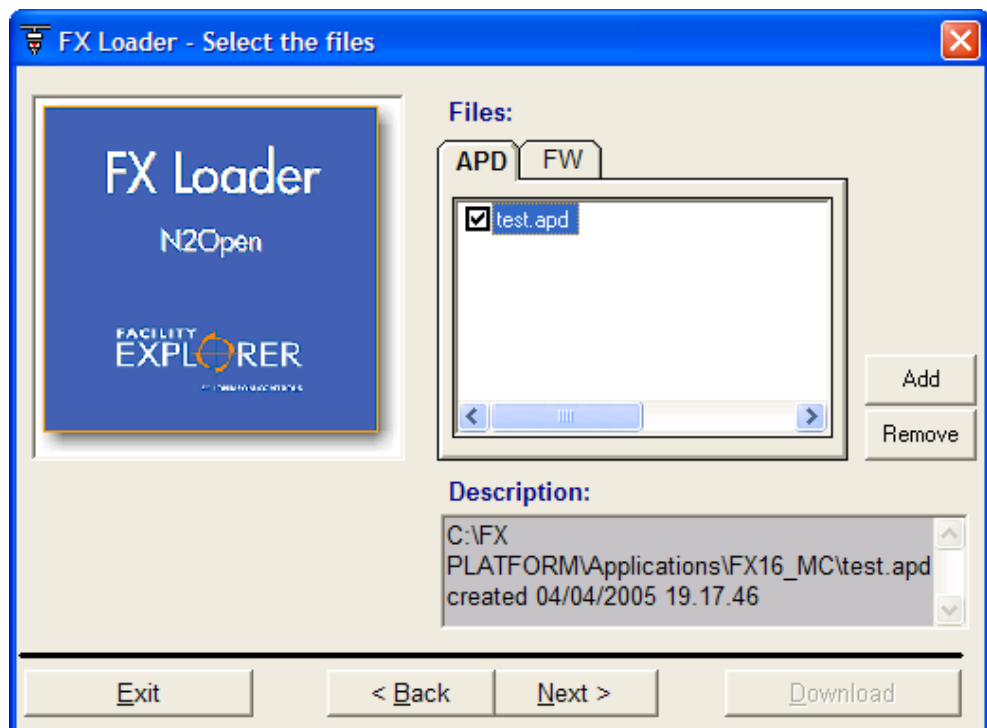 FX Loader - Select the files
FX Loader
N2Open
FACILITY
EXPLORER
Files:
APD FW
test.apd
Add
Remove
Description:
C:\FX
PLATFORM\Applications\FX16_MC\test.apd
created 04/04/2005 19.17.46
Exit < Back Next > Download